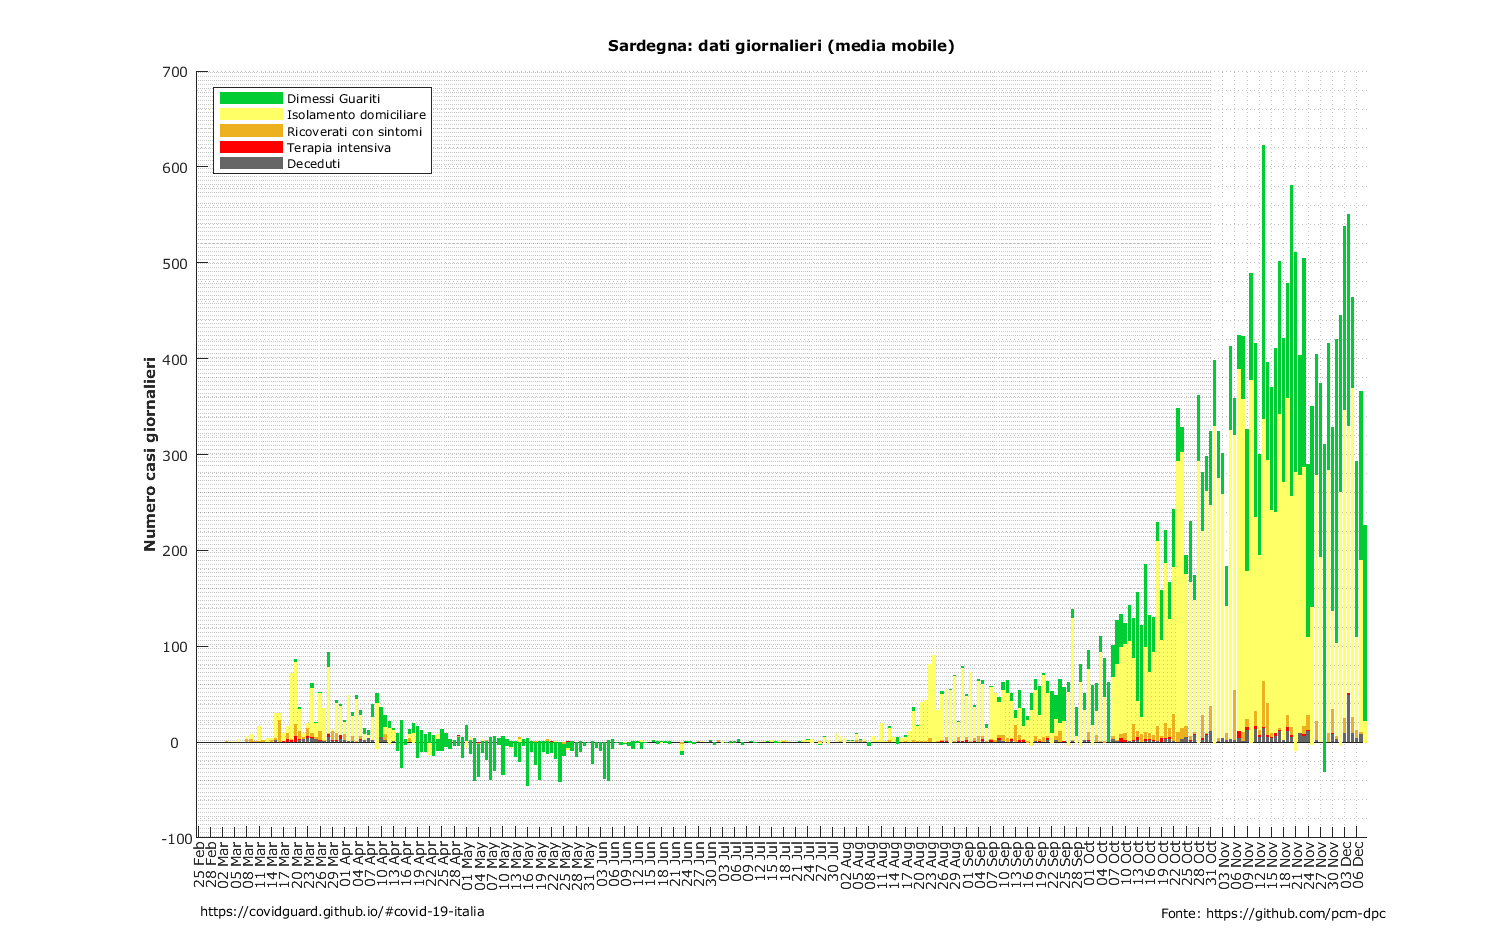 Sardegna: dati giornalieri (media mobile)
Numero casi giornalieri
700
600
500
400
300
200
100
0
-100
Dimessi Guariti
Isolamento domiciliare
Ricoverati con sintomi
Terapia intensiva
Deceduti
25 Feb
28 Feb
02 Mar
05 Mar
08 Mar
11 Mar
14 Mar
17 Mar
20 Mar
23 Mar
26 Mar
29 Mar
01 Apr
04 Apr
07 Apr
10 Apr
13 Apr
16 Apr
19 Apr
22 Apr
25 Apr
28 Apr
01 May
04 May
07 May
10 May
13 May
16 May
19 May
22 May
25 May
28 May
31 May
03 Jun
06 Jun
09 Jun
12 Jun
15 Jun
18 Jun
21 Jun
24 Jun
27 Jun
30 Jun
03 Jul
06 Jul
09 Jul
12 Jul
15 Jul
18 Jul
21 Jul
24 Jul
27 Jul
30 Jul
02 Aug
05 Aug
08 Aug
11 Aug
14 Aug
17 Aug
20 Aug
23 Aug
26 Aug
29 Aug
01 Sep
04 Sep
07 Sep
10 Sep
13 Sep
16 Sep
19 Sep
22 Sep
25 Sep
28 Sep
01 Oct
04 Oct
07 Oct
10 Oct
13 Oct
16 Oct
19 Oct
22 Oct
25 Oct
28 Oct
31 Oct
03 Nov
06 Nov
09 Nov
12 Nov
15 Nov
18 Nov
21 Nov
24 Nov
27 Nov
30 Nov
03 Dec
06 Dec
https://covidguard.github.io/#covid-19-italia
Fonte: https://github.com/pcm-dpc